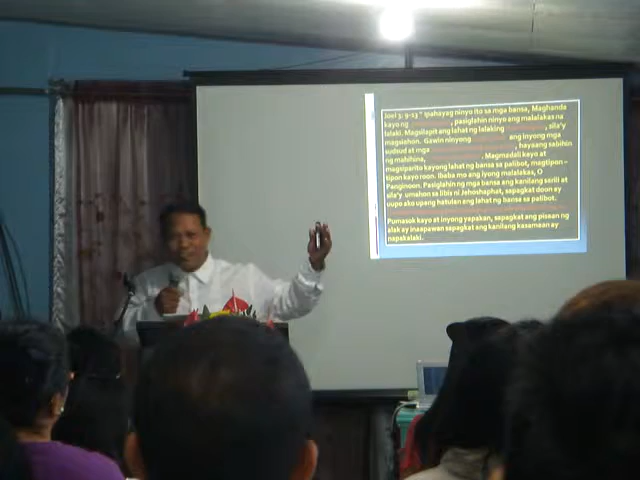 Joel 3: 9-13 " Ipahayag ninyo ito sa mga bansa, Maghanda
kayo ng , pasiglahin ninyo ang malalakas na
lalaki. Magsilapit ang lahat ng lalaking , sila'y
magsiahon. Gawin ninyong ang inyong mga
sudsud at mga , hayaang sabihin
ng mahihina, . Magmadali kayo at
magsiparito kayong lahat ng bansa sa palibot, magtipon –
tipon kayo roon. Ibaba mo ang iyong malalakas, O
Panginoon. Pasiglahin ng mga bansa ang kanilang sarili at
sila'y umahon sa libis ni Jehoshaphat, sapagkat doon ay
uupo ako upang hatulan ang lahat ng bansa sa palibot.
Pumasok kayo at inyong yapakan, sapagkat ang pisaan ng
alak ay inaapawan sapagkat ang kanilang kasamaan ay
napakalaki.